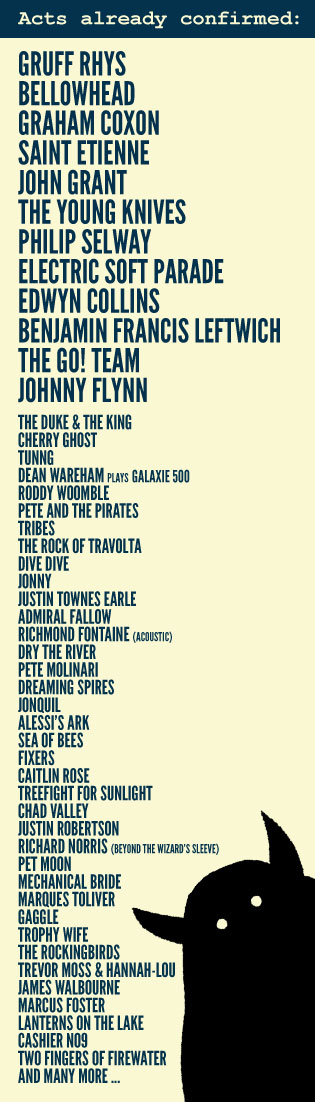 Acts already confirmed:
GRUFF RHYS
BELLOWHEAD
GRAHAM COXON
SAINT ETIENNE
JOHN GRANT
THE YOUNG KNIVES
PHILIP SELWAY
ELECTRIC SOFT PARADE
EDWYN COLLINS
BENJAMIN FRANCIS LEFTWICH
THE GO! TEAM
JOHNNY FLYNN
THE DUKE & THE KING
CHERRY GHOST
TUNNG
DEAN WAREHAM PLAYS GALAXIE 500
RODDY WOOMBLE
PETE AND THE PIRATES
TRIBES
THE ROCK OF TRAVOLTA
DIVE DIVE
JONNY
JUSTIN TOWNES EARLE
ADMIRAL FALLOW
RICHMOND FONTAINE (ACOUSTIC)
DRY THE RIVER
PETE MOLINARI
DREAMING SPIRES
JONQUIL
ALESSI'S ARK
SEA OF BEES
FIXERS
CAITLIN ROSE
TREEFIGHT FOR SUNLIGHT
CHAD VALLEY
JUSTIN ROBERTSON
RICHARD NORRIS (BEYOND THE WIZARD'S SLEEVE)
PET MOON
MECHANICAL BRIDE
MARQUES TOLIVER
GAGGLE
TROPHY WIFE
THE ROCKINGBIRDS
TREVOR MOSS & HANNAH-LOU
JAMES WALBOURNE
MARCUS FOSTER
LANTERNS ON THE LAKE
CASHIER NO9
TWO FINGERS OF FIREWATER
AND MANY MORE ...